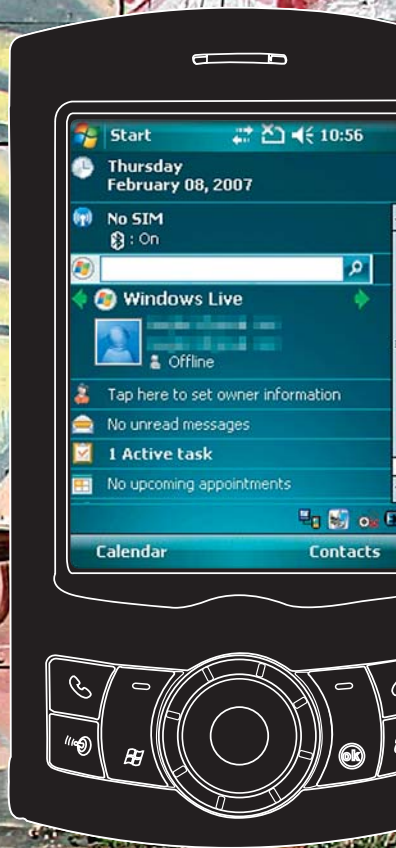 Start 10:56
Thursday
February 08, 2007
No SIM
: On
Windows Live
Offline
Tap here to set owner information
No unread messages
1 Active task
No upcoming appointments
Calendar Contacts
ok